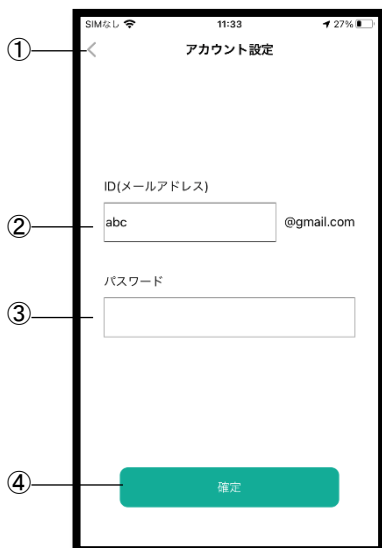 SIMなし 11:33 27%
① アカウント設定
ID(メールアドレス)
② abc @gmail.com
パスワード
③
④ 確定